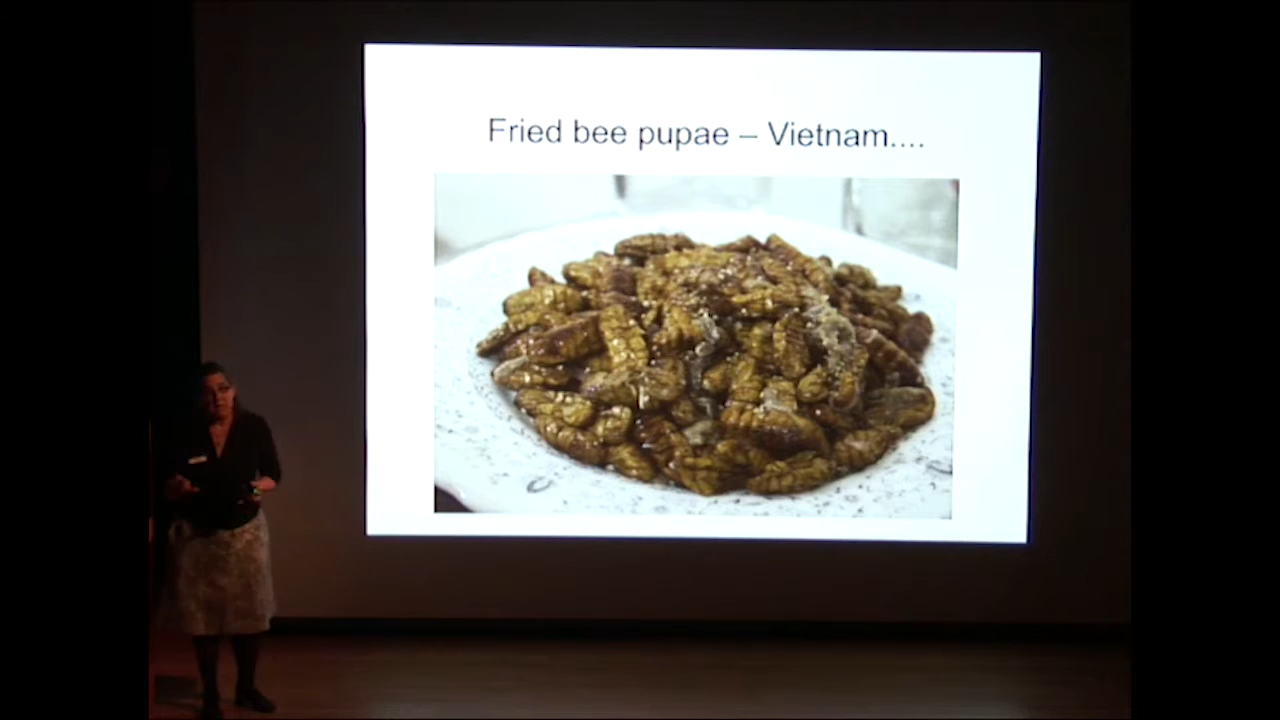 Fried bee pupae – Vietnam....